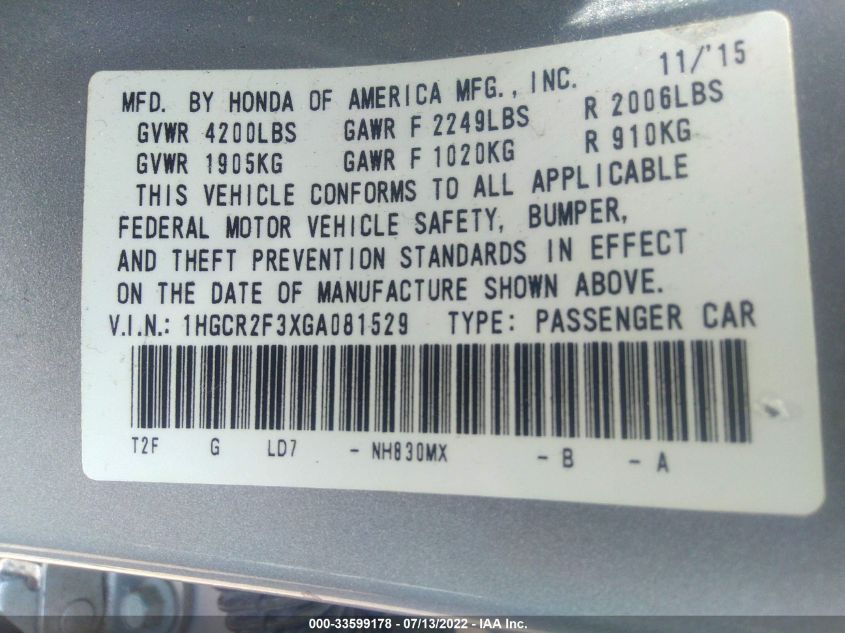 MFD. BY HONDA OF AMERICA MFG., INC. 11/'15
GVWR 4200LBS GAWR F 2249LBS R 2006LBS
GVWR 1905KG GAWR F 1020KG R 910KG
THIS VEHICLE CONFORMS TO ALL APPLICABLE
FEDERAL MOTOR VEHICLE SAFETY, BUMPER,
AND THEFT PREVENTION STANDARDS IN EFFECT
ON THE DATE OF MANUFACTURE SHOWN ABOVE.
V.I.N.: 1HGCR2F3XGA081529 TYPE: PASSENGER CAR
T2F G LD7 - NH830MX - B - A
000-33599178 - 07/13/2022 - IAA Inc.